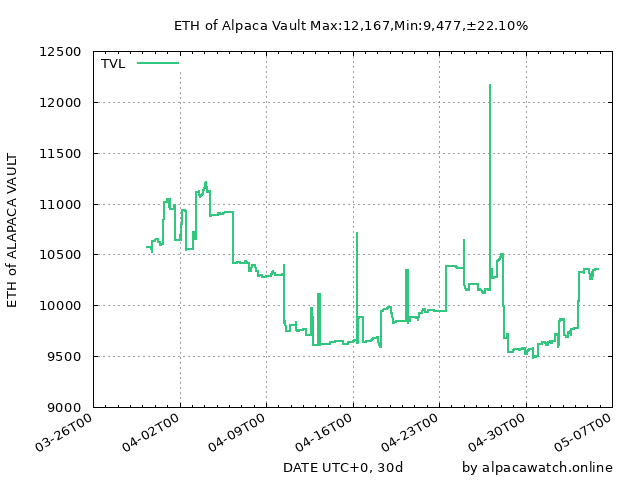 ETH of Alpaca Vault Max:12,167,Min:9,477,±22.10%
TVL
12500
12000
11500
11000
10500
10000
9500
9000
ETH of ALAPACA VAULT
03-26T00
04-02T00
04-09T00
04-16T00
04-23T00
04-30T00
05-07T00
DATE UTC+0, 30d
by alpacawatch.online